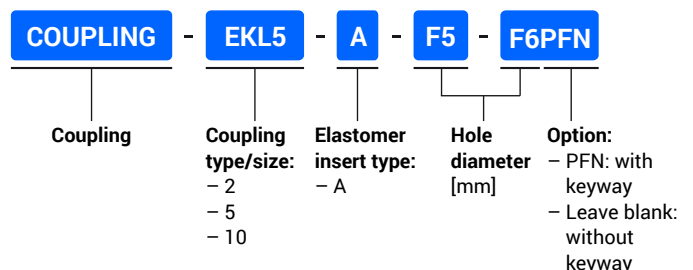 COUPLING - EKL5 - A - F5 - F6PFN
Coupling
Coupling
type/size:
– 2
– 5
– 10
Elastomer
insert type:
– A
Hole
diameter
[mm]
Option:
– PFN: with
keyway
– Leave blank:
without
keyway